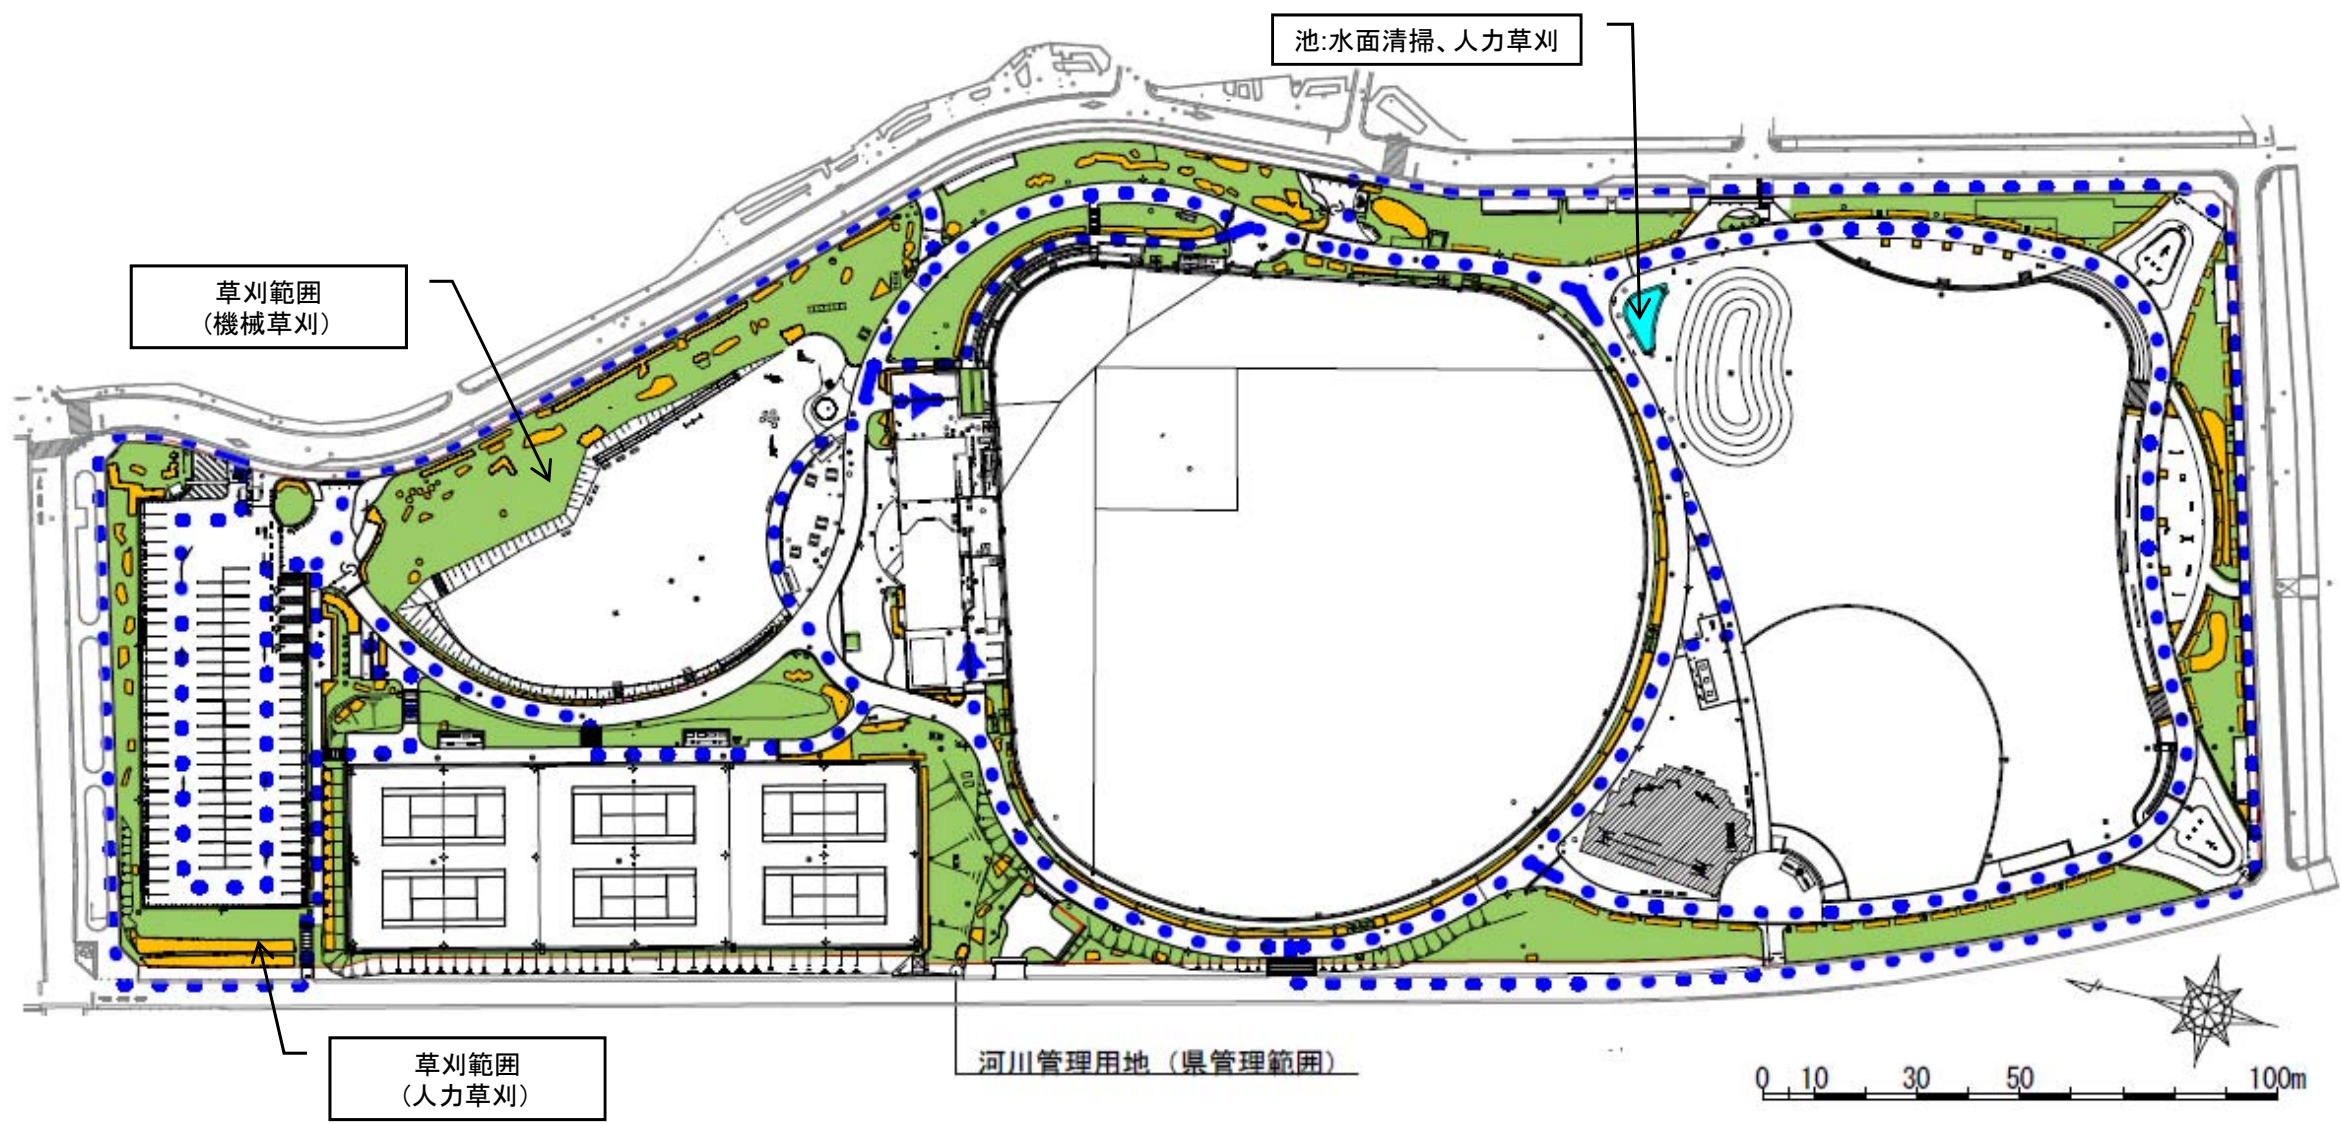 池:水面清掃、人力草刈
草刈範囲
(機械草刈)
草刈範囲
(人力草刈)
河川管理用地（県管理範囲）
0 10 30 50 100m